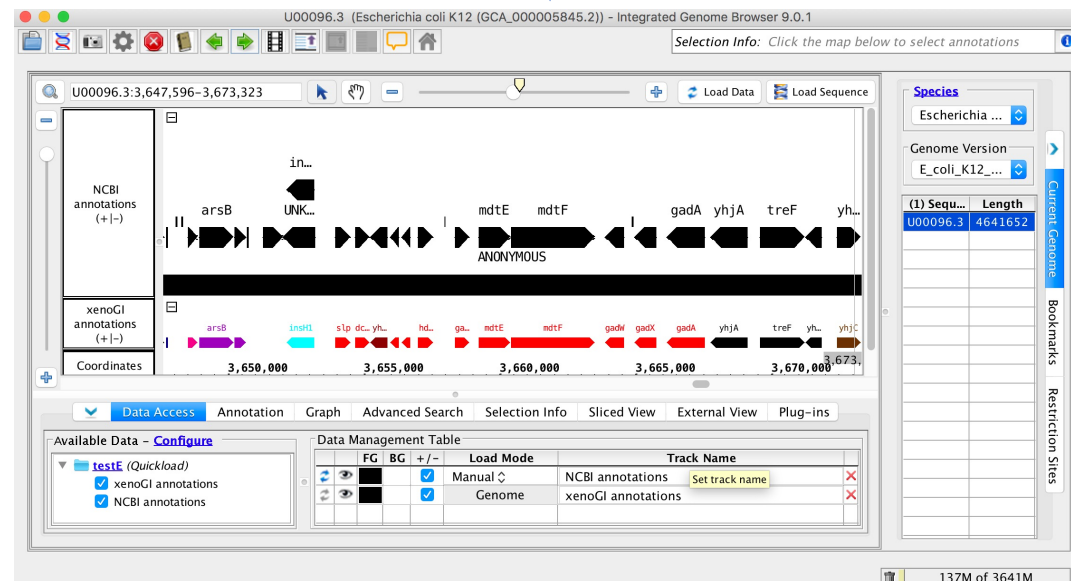 U00096.3 (Escherichia coli K12 (GCA_000005845.2)) - Integrated Genome Browser 9.0.1
Selection Info: Click the map below to select annotations
U00096.3:3,647,596-3,673,323
Load Data
Load Sequence
NCBI
annotations
(+|-)
in…
arsB UNK… mdtE mdtF gadA yhjA treF yh…
ANONYMOUS
xenoGI
annotations
(+|-)
arsB insH1 slp dc… yh… hd… ga… mdtE mdtF gadW gadX gadA yhjA treF yh… yhjC
Coordinates
3,650,000 3,655,000 3,660,000 3,665,000 3,670,000 3,673,
Species
Escherichia ...
Genome Version
E_coli_K12_...
(1) Sequ... Length
U00096.3 4641652
Current Genome
Bookmarks
Restriction Sites
Data Access Annotation Graph Advanced Search Selection Info Sliced View External View Plug-ins
Available Data - Configure
testE (Quickload)
xenoGI annotations
NCBI annotations
Data Management Table
FG BG +/- Load Mode Track Name
Manual NCBI annotations
Set track name
Genome xenoGI annotations
137M of 3641M